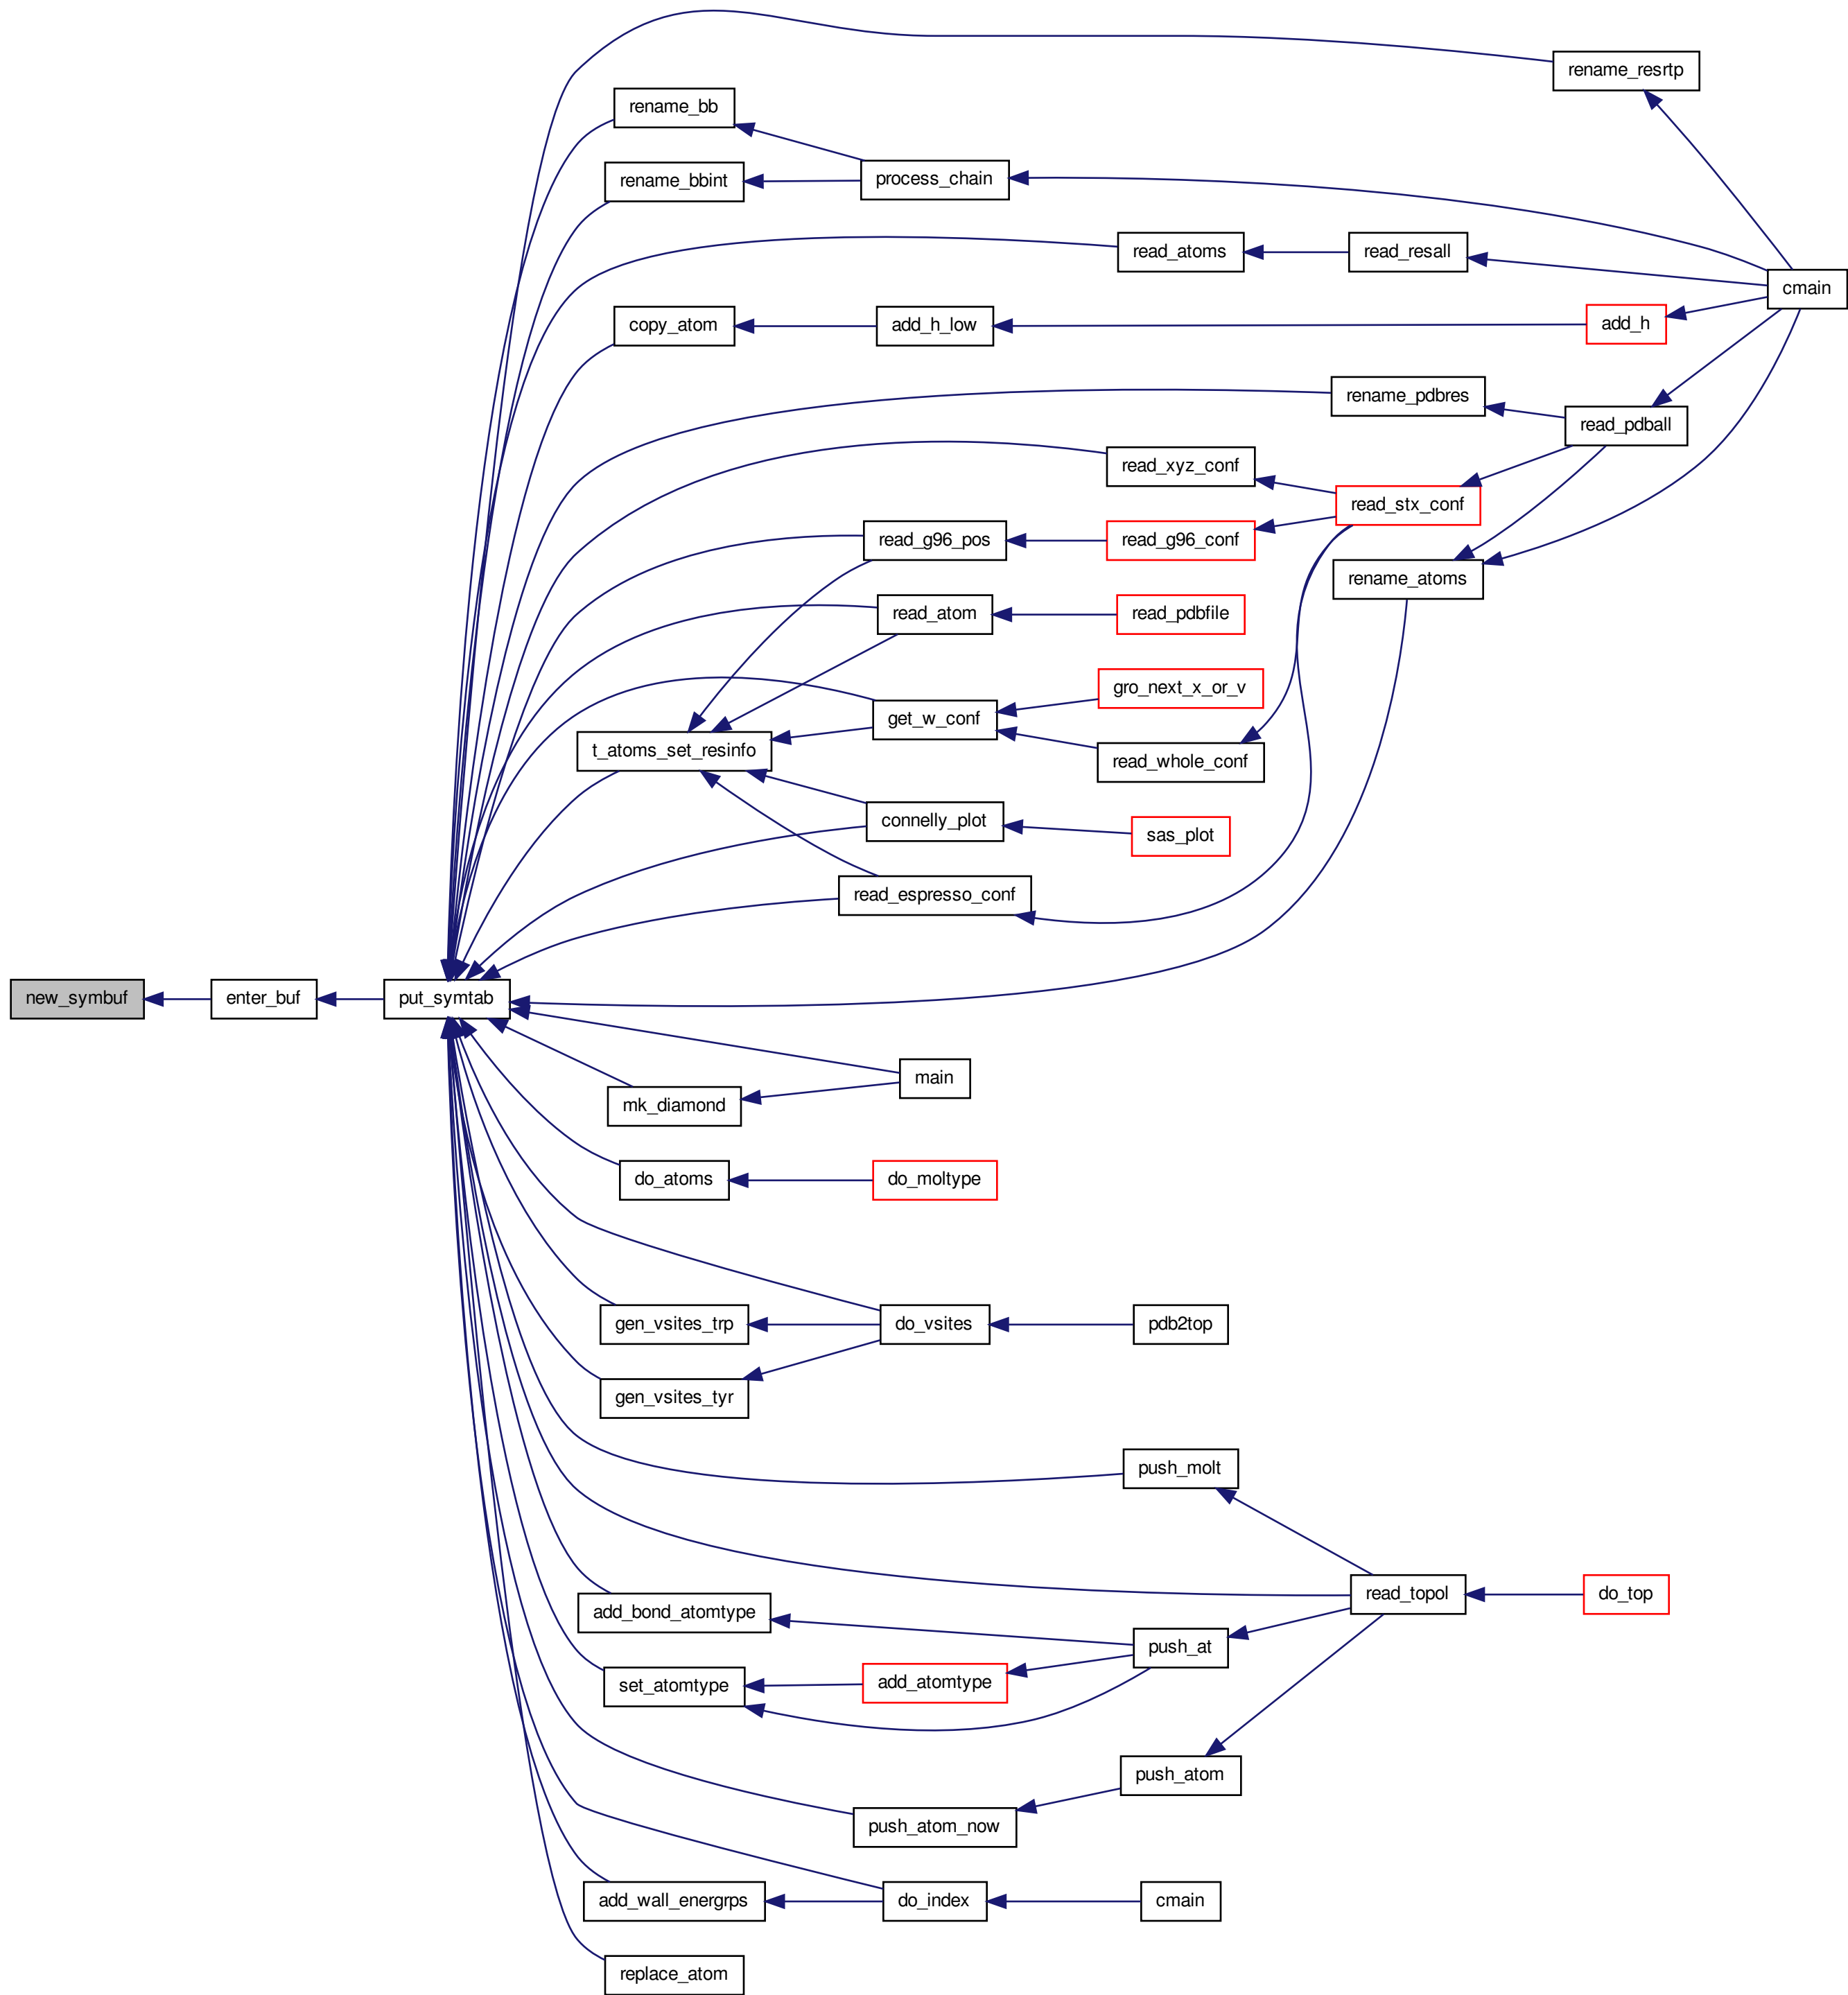 rename_resrtp
rename_bb
rename_bbint
process_chain
read_atoms
read_resall
cmain
copy_atom
add_h_low
add_h
rename_pdbres
read_pdball
read_xyz_conf
read_stx_conf
read_g96_pos
read_g96_conf
rename_atoms
read_atom
read_pdbfile
gro_next_x_or_v
get_w_conf
t_atoms_set_resinfo
read_whole_conf
connelly_plot
sas_plot
read_espresso_conf
new_symbuf
enter_buf
put_symtab
main
mk_diamond
do_atoms
do_moltype
gen_vsites_trp
do_vsites
pdb2top
gen_vsites_tyr
push_molt
read_topol
do_top
add_bond_atomtype
push_at
set_atomtype
add_atomtype
push_atom
push_atom_now
add_wall_energrps
do_index
cmain
replace_atom